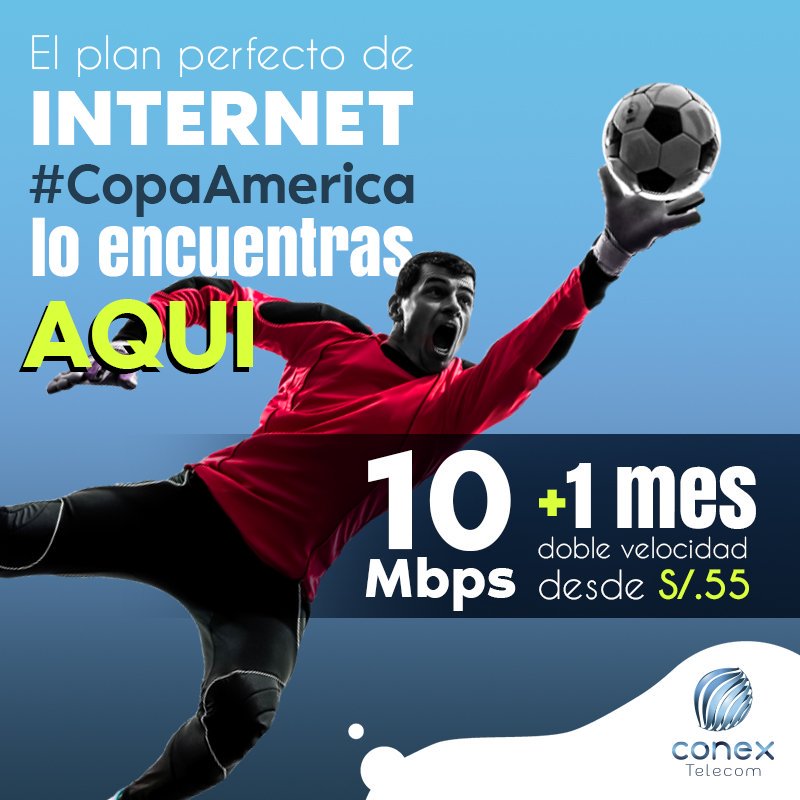 El plan perfecto de
INTERNET
#CopaAmerica
lo encuentras
AQUI
10
Mbps
+1 mes
doble velocidad
desde S/.55
conex
Telecom